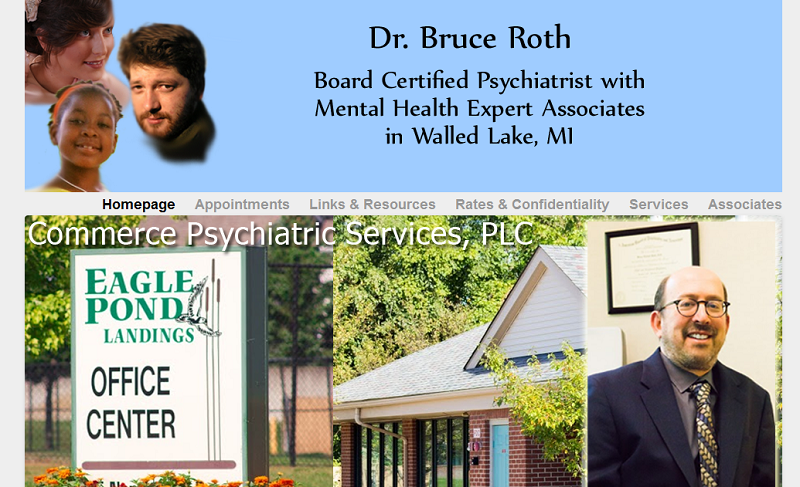 Dr. Bruce Roth
Board Certified Psychiatrist with
Mental Health Expert Associates
in Walled Lake, MI
Homepage Appointments Links & Resources Rates & Confidentiality Services Associates
Commerce Psychiatric Services, PLC
EAGLE
POND
LANDINGS
OFFICE
CENTER